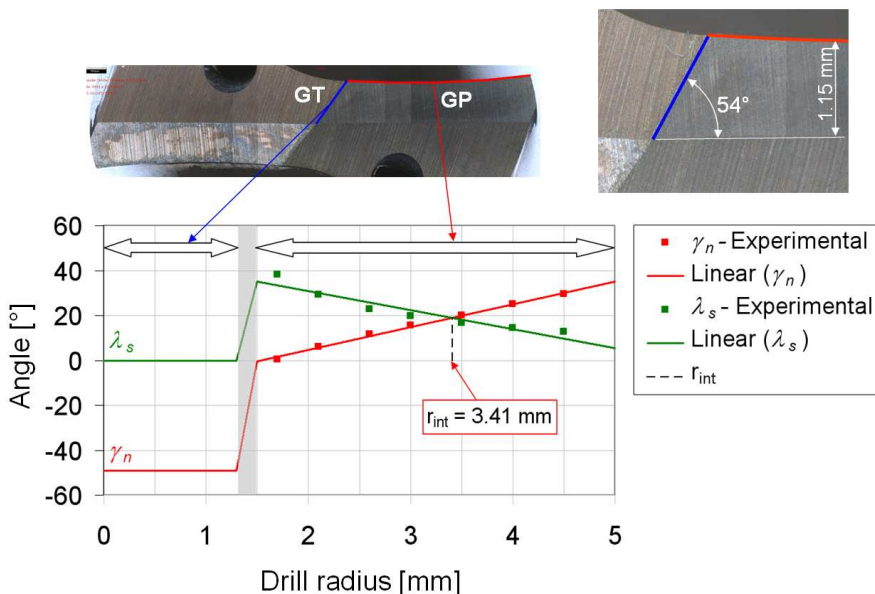 GT
GP
54°
1.15 mm
60
40
20
0
-20
-40
-60
Angle [°]
λs
γn
rint = 3.41 mm
0
1
2
3
4
5
Drill radius [mm]
γn - Experimental
Linear (γn)
λs - Experimental
Linear (λs)
rint